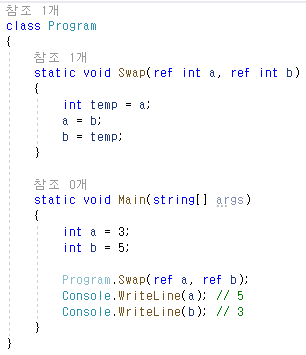 참조 1개
class Program
{
    참조 1개
    static void Swap(ref int a, ref int b)
    {
        int temp = a;
        a = b;
        b = temp;
    }

    참조 0개
    static void Main(string[] args)
    {
        int a = 3;
        int b = 5;

        Program.Swap(ref a, ref b);
        Console.WriteLine(a); // 5
        Console.WriteLine(b); // 3
    }
}